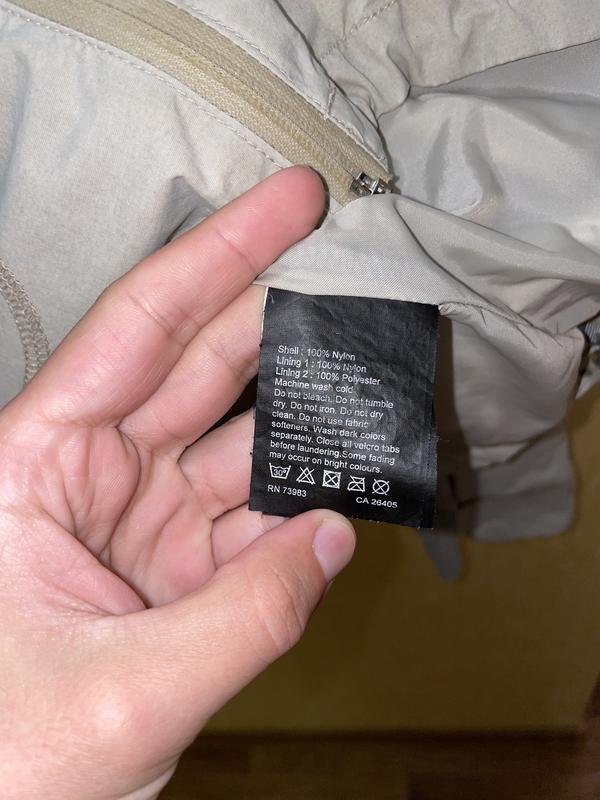 Shell : 100% Nylon
Lining 1 : 100% Nylon
Lining 2 : 100% Polyester
Machine wash cold
Do not bleach. Do not tumble
dry. Do not iron. Do not dry
clean. Do not use fabric
softeners. Wash dark colors
separately. Close all velcro tabs
before laundering.Some fading
may occur on bright colours.
30°
RN 73983 CA 26405